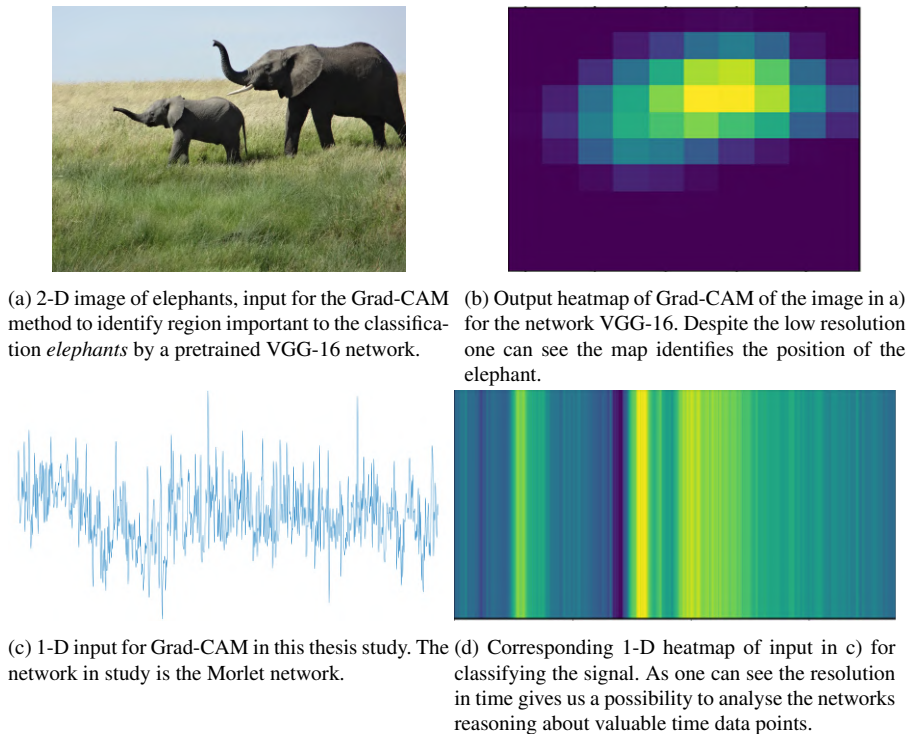 (a) 2-D image of elephants, input for the Grad-CAM
method to identify region important to the classifica-
tion elephants by a pretrained VGG-16 network.
(b) Output heatmap of Grad-CAM of the image in a)
for the network VGG-16. Despite the low resolution
one can see the map identifies the position of the
elephant.
(c) 1-D input for Grad-CAM in this thesis study. The
network in study is the Morlet network.
(d) Corresponding 1-D heatmap of input in c) for
classifying the signal. As one can see the resolution
in time gives us a possibility to analyse the networks
reasoning about valuable time data points.